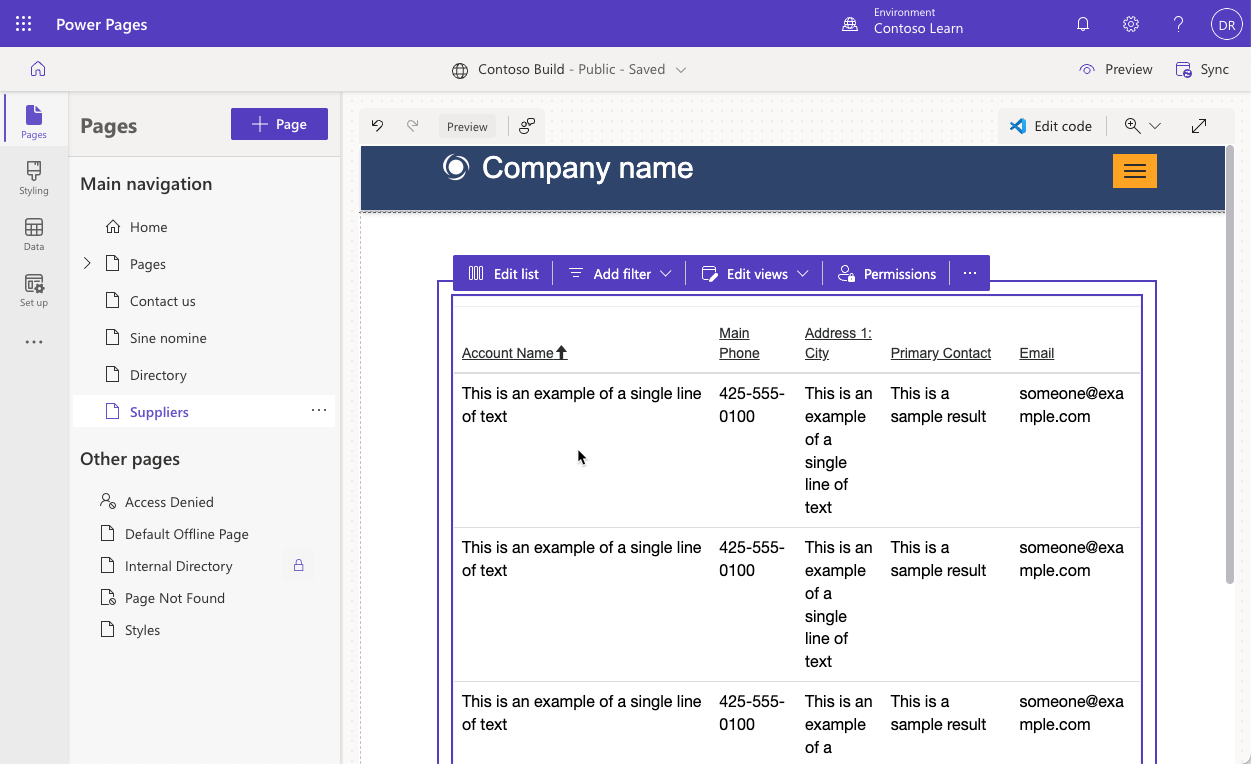 Power Pages
Environment
Contoso Learn
DR
Contoso Build - Public - Saved
Preview
Sync
Pages
Styling
Data
Set up
Pages
Page
Main navigation
Home
Pages
Contact us
Sine nomine
Directory
Suppliers
Other pages
Access Denied
Default Offline Page
Internal Directory
Page Not Found
Styles
Preview
Edit code
Company name
Edit list
Add filter
Edit views
Permissions
Account Name
Main
Phone
Address 1:
City
Primary Contact
Email
This is an example of a single line
of text
425-555-
0100
This is an
example
of a
single
line of
text
This is a
sample result
someone@exa
mple.com
This is an example of a single line
of text
425-555-
0100
This is an
example
of a
single
line of
text
This is a
sample result
someone@exa
mple.com
This is an example of a single line
of text
425-555-
0100
This is an
example
of a
This is a
sample result
someone@exa
mple.com